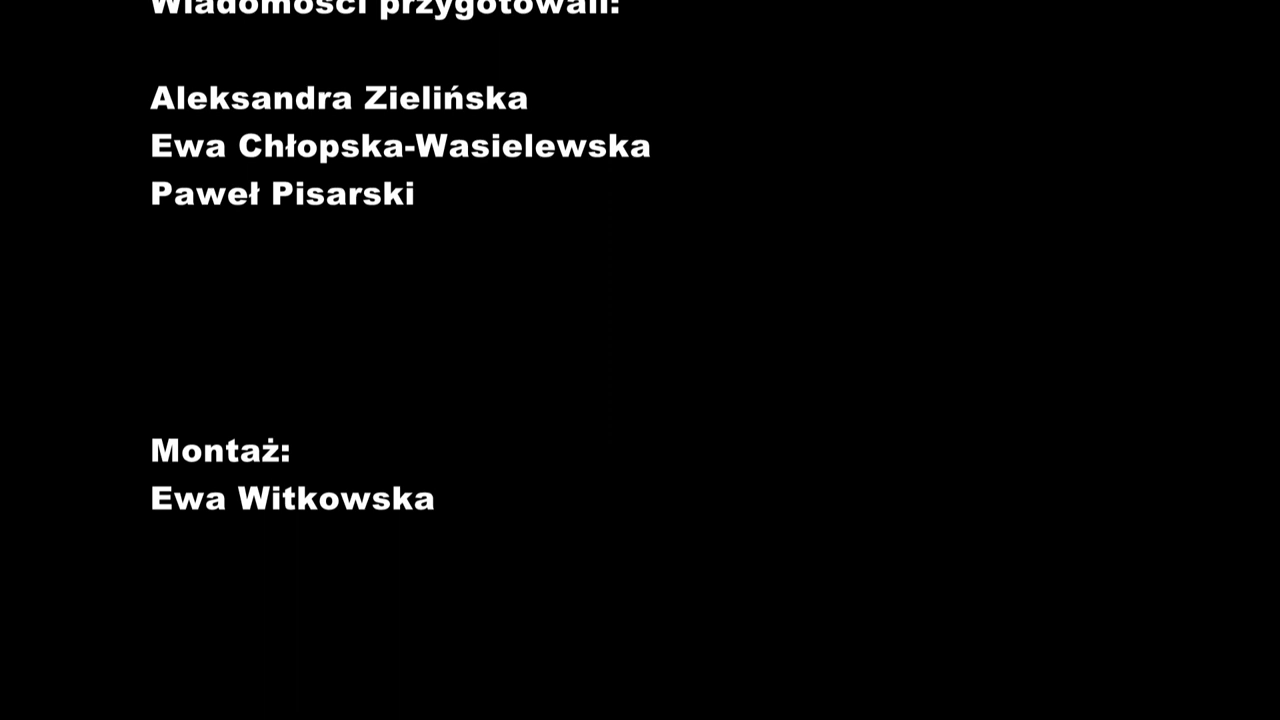 Wiadomości przygotowali:
Aleksandra Zielińska
Ewa Chłopska-Wasielewska
Paweł Pisarski
Montaż:
Ewa Witkowska